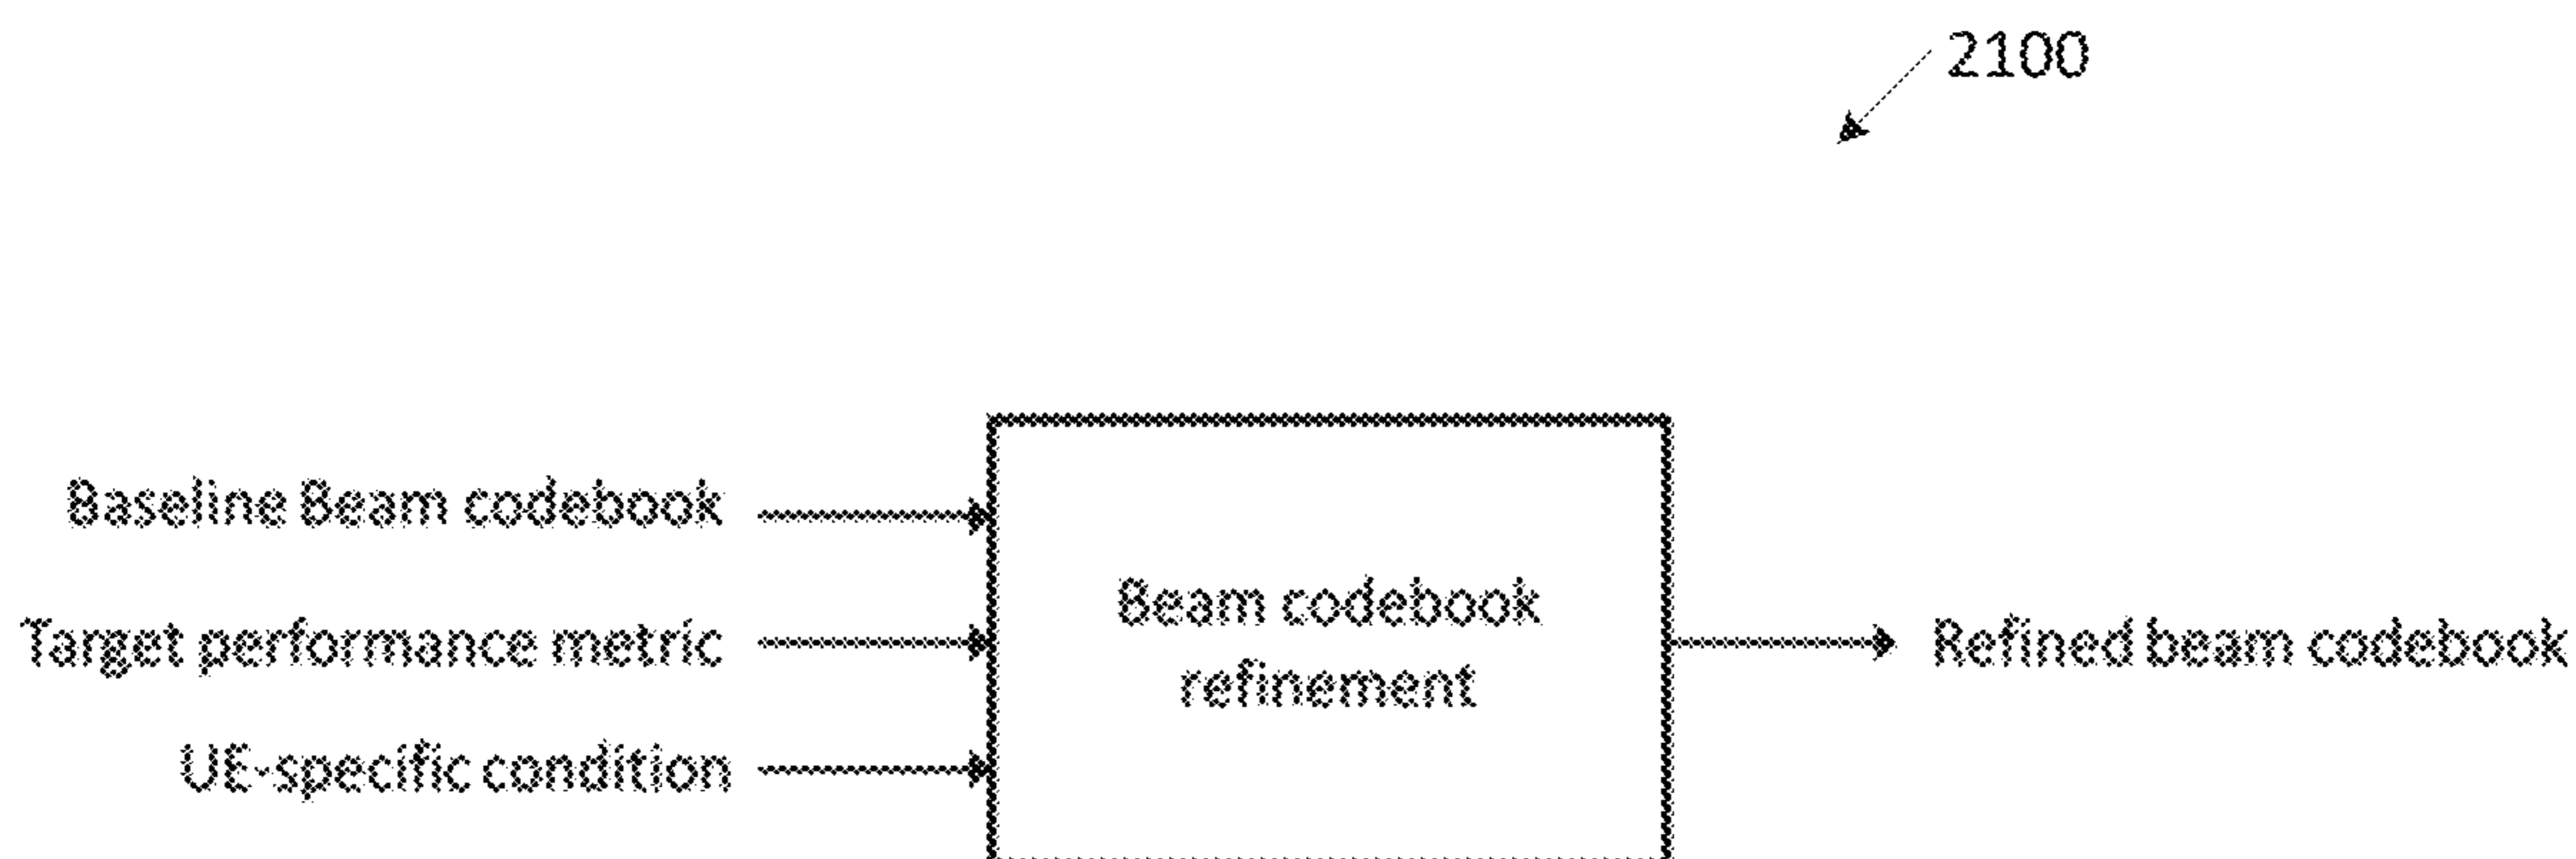 2100
Baseline Beam codebook
Target performance metric
UE-specific condition
Beam codebook
refinement
Refined beam codebook